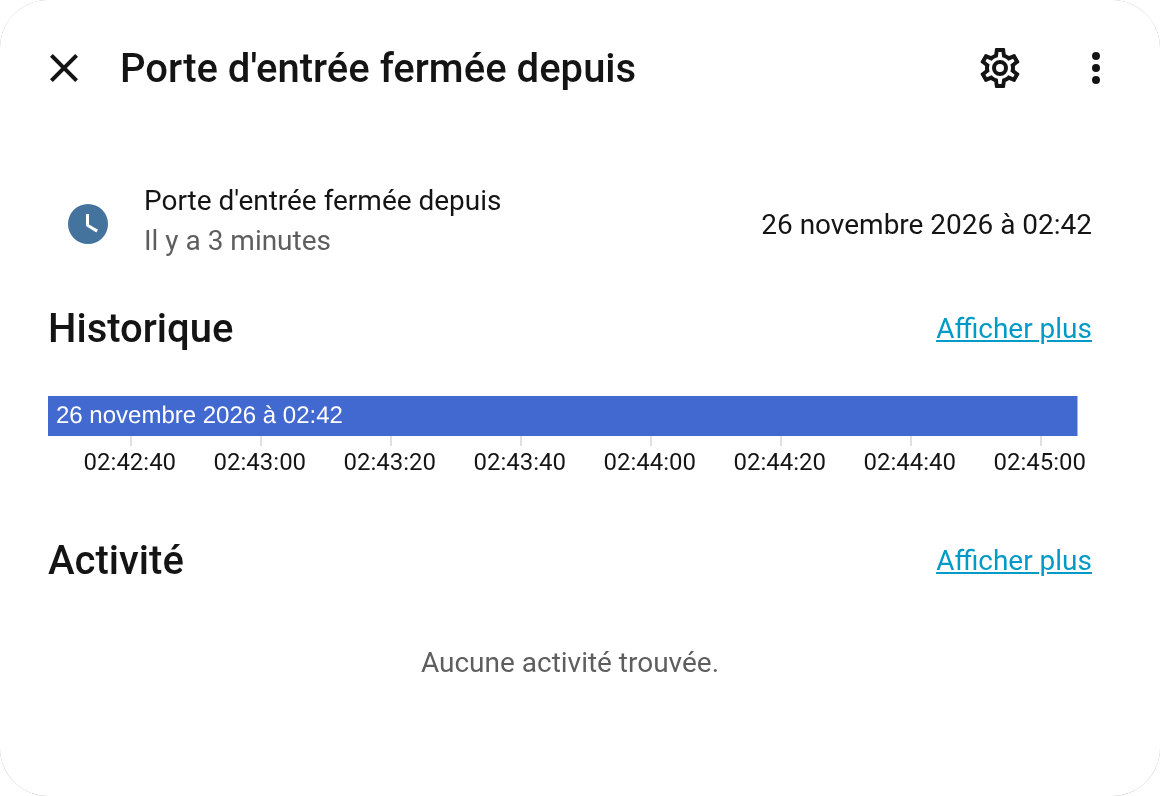 Porte d'entrée fermée depuis
Porte d'entrée fermée depuis
Il y a 3 minutes
26 novembre 2026 à 02:42
Historique
Afficher plus
26 novembre 2026 à 02:42
02:42:40 02:43:00 02:43:20 02:43:40 02:44:00 02:44:20 02:44:40 02:45:00
Activité
Afficher plus
Aucune activité trouvée.